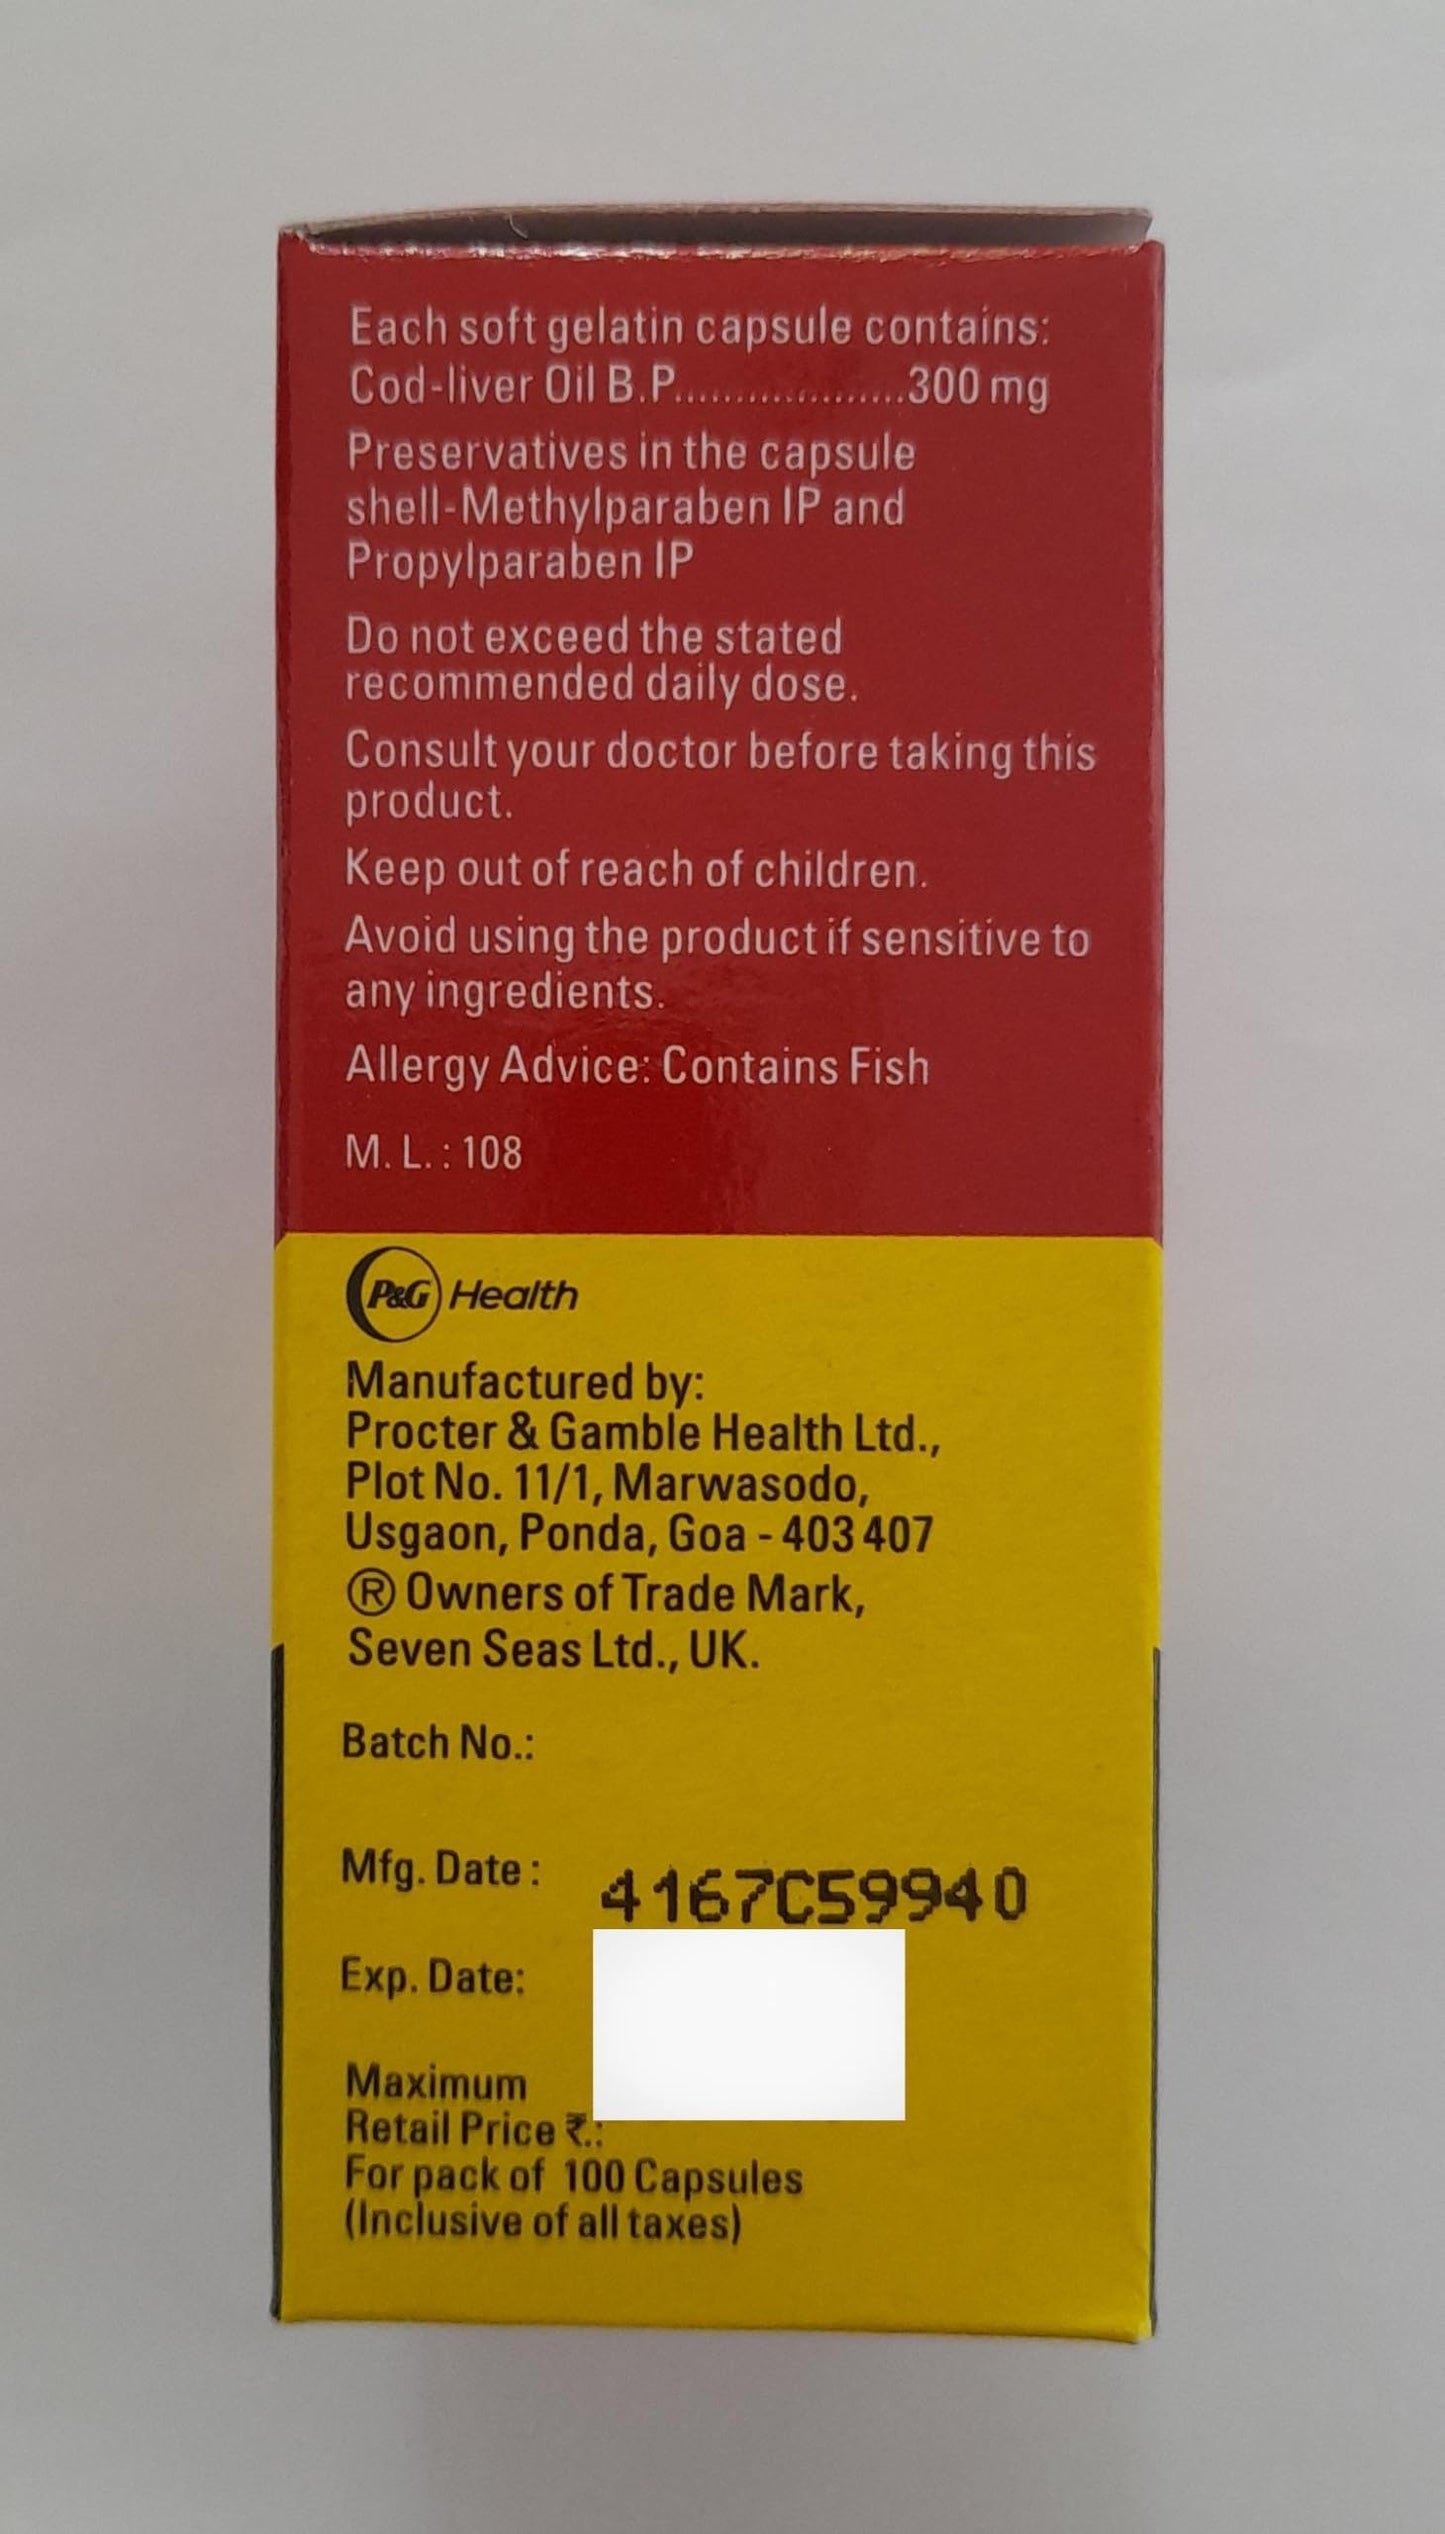 Each soft gelatin capsule contains:
Cod-liver Oil B.P....................300 mg
Preservatives in the capsule
shell-Methylparaben IP and
Propylparaben IP
Do not exceed the stated
recommended daily dose.
Consult your doctor before taking this
product.
Keep out of reach of children.
Avoid using the product if sensitive to
any ingredients.
Allergy Advice: Contains Fish
M. L. : 108
P&G Health
Manufactured by:
Procter & Gamble Health Ltd.,
Plot No. 11/1, Marwasodo,
Usgaon, Ponda, Goa - 403 407
® Owners of Trade Mark,
Seven Seas Ltd., UK.
Batch No.:
Mfg. Date :
4167C59940
Exp. Date:
Maximum
Retail Price ₹.:
For pack of 100 Capsules
(Inclusive of all taxes)